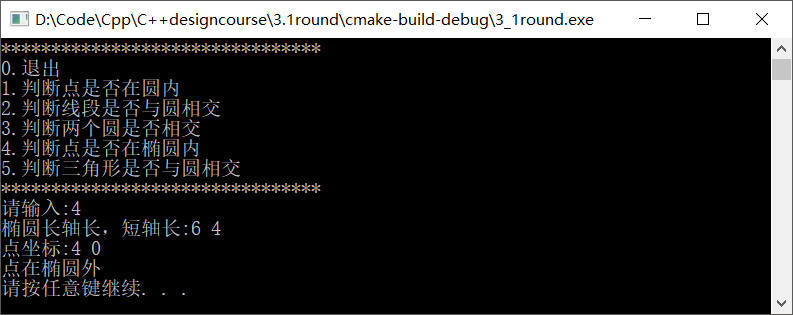 D:\Code\Cpp\C++designcourse\3.1round\cmake-build-debug\3_1round.exe
********************************
0.退出
1.判断点是否在圆内
2.判断线段是否与圆相交
3.判断两个圆是否相交
4.判断点是否在椭圆内
5.判断三角形是否与圆相交
********************************
请输入:4
椭圆长轴长，短轴长:6 4
点坐标:4 0
点在椭圆外
请按任意键继续. . .